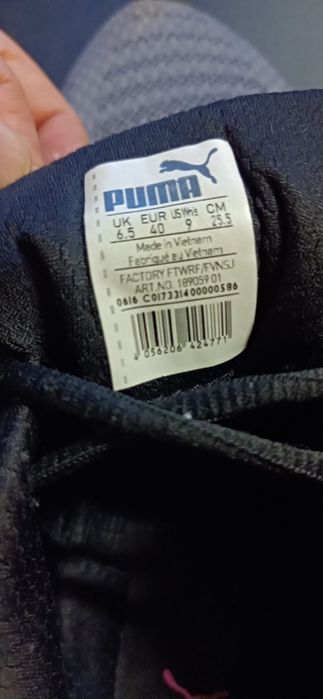 PUMA
UK EUR US Wns CM
6.5 40 9 25.5
Made in Vietnam
Fabriqué au Vietnam
FACTORY FTWRF/FVNSJ
ART.NO. 189059 01
0616 C017331400000586
4 056206 424771